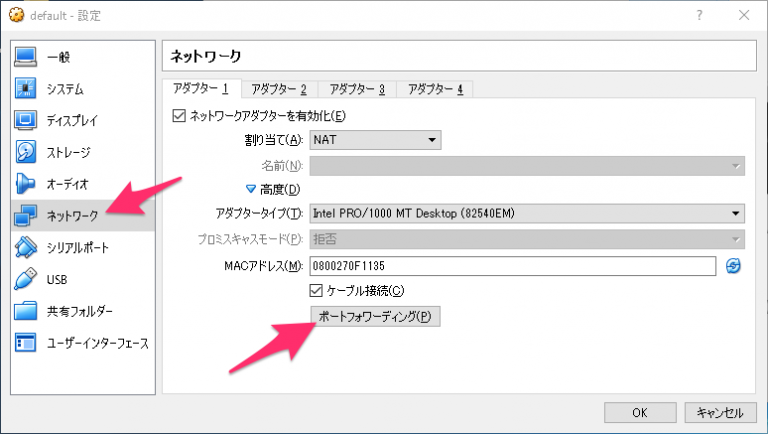 default - 設定
一般
システム
ディスプレイ
ストレージ
オーディオ
ネットワーク
シリアルポート
USB
共有フォルダー
ユーザーインターフェース
ネットワーク
アダプター 1 アダプター 2 アダプター 3 アダプター 4
ネットワークアダプターを有効化(E)
割り当て(A): NAT
名前(N):
高度(D)
アダプタータイプ(T): Intel PRO/1000 MT Desktop (82540EM)
プロミスキャスモード(P): 拒否
MACアドレス(M): 0800270F1135
ケーブル接続(C)
ポートフォワーディング(P)
OK キャンセル